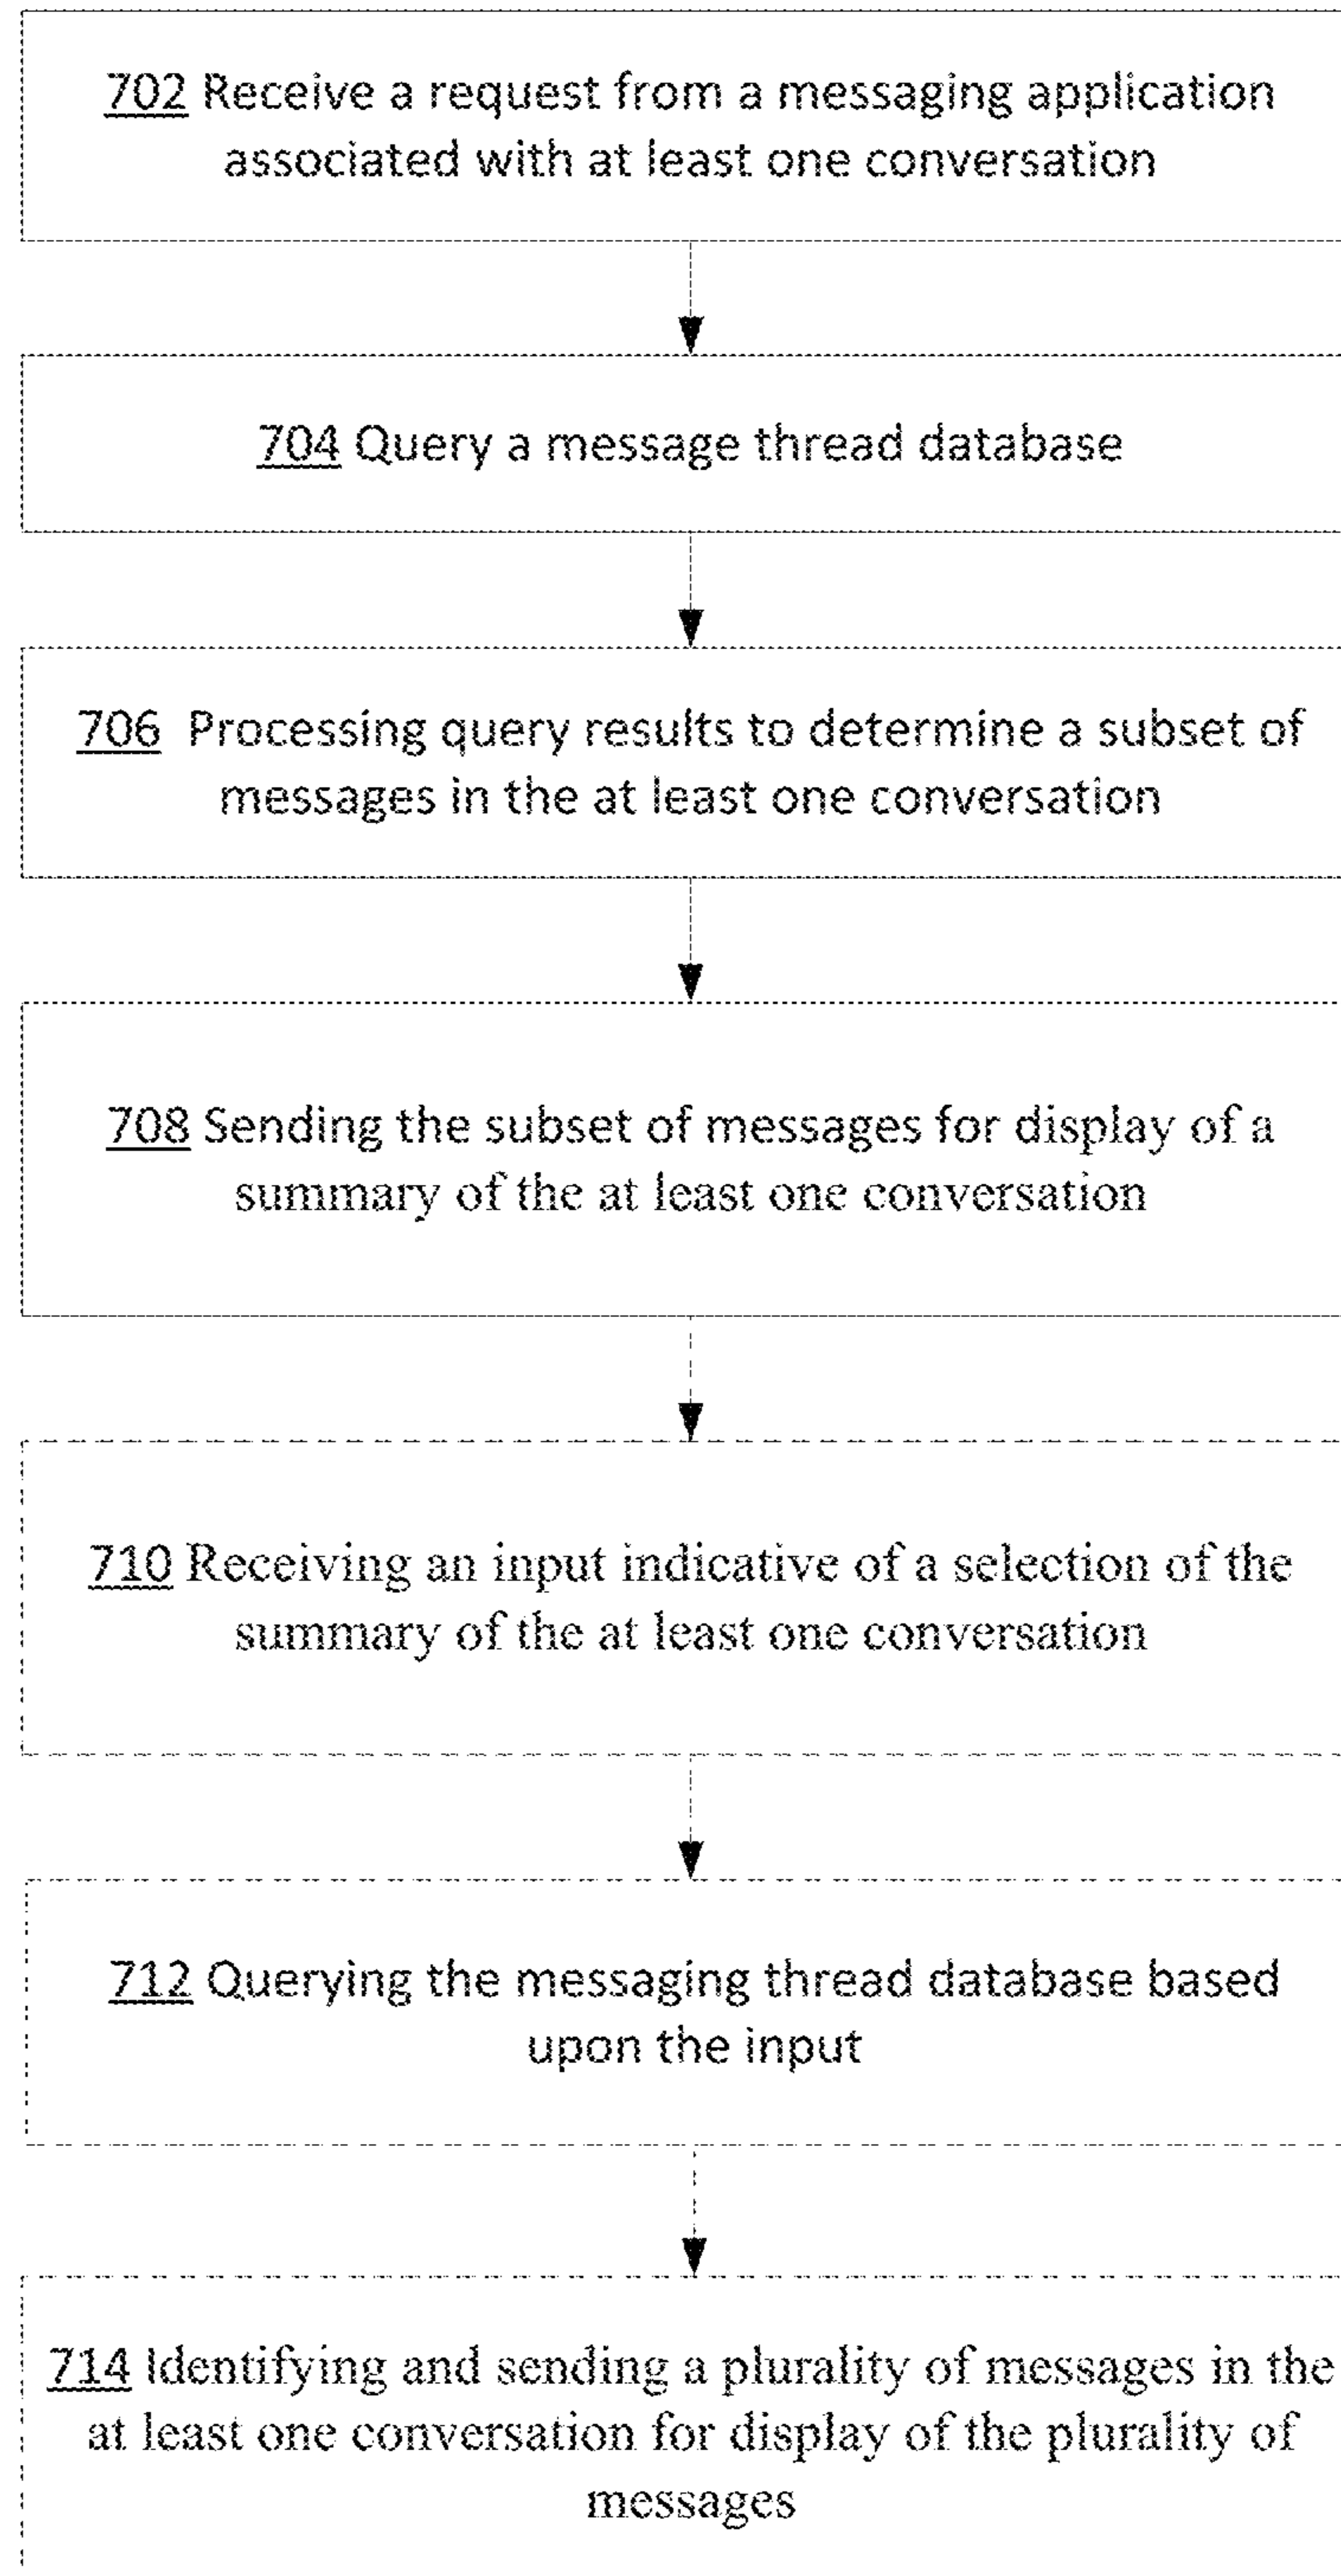 702 Receive a request from a messaging application
associated with at least one conversation
704 Query a message thread database
706 Processing query results to determine a subset of
messages in the at least one conversation
708 Sending the subset of messages for display of a
summary of the at least one conversation
710 Receiving an input indicative of a selection of the
summary of the at least one conversation
712 Querying the messaging thread database based
upon the input
714 Identifying and sending a plurality of messages in the
at least one conversation for display of the plurality of
messages